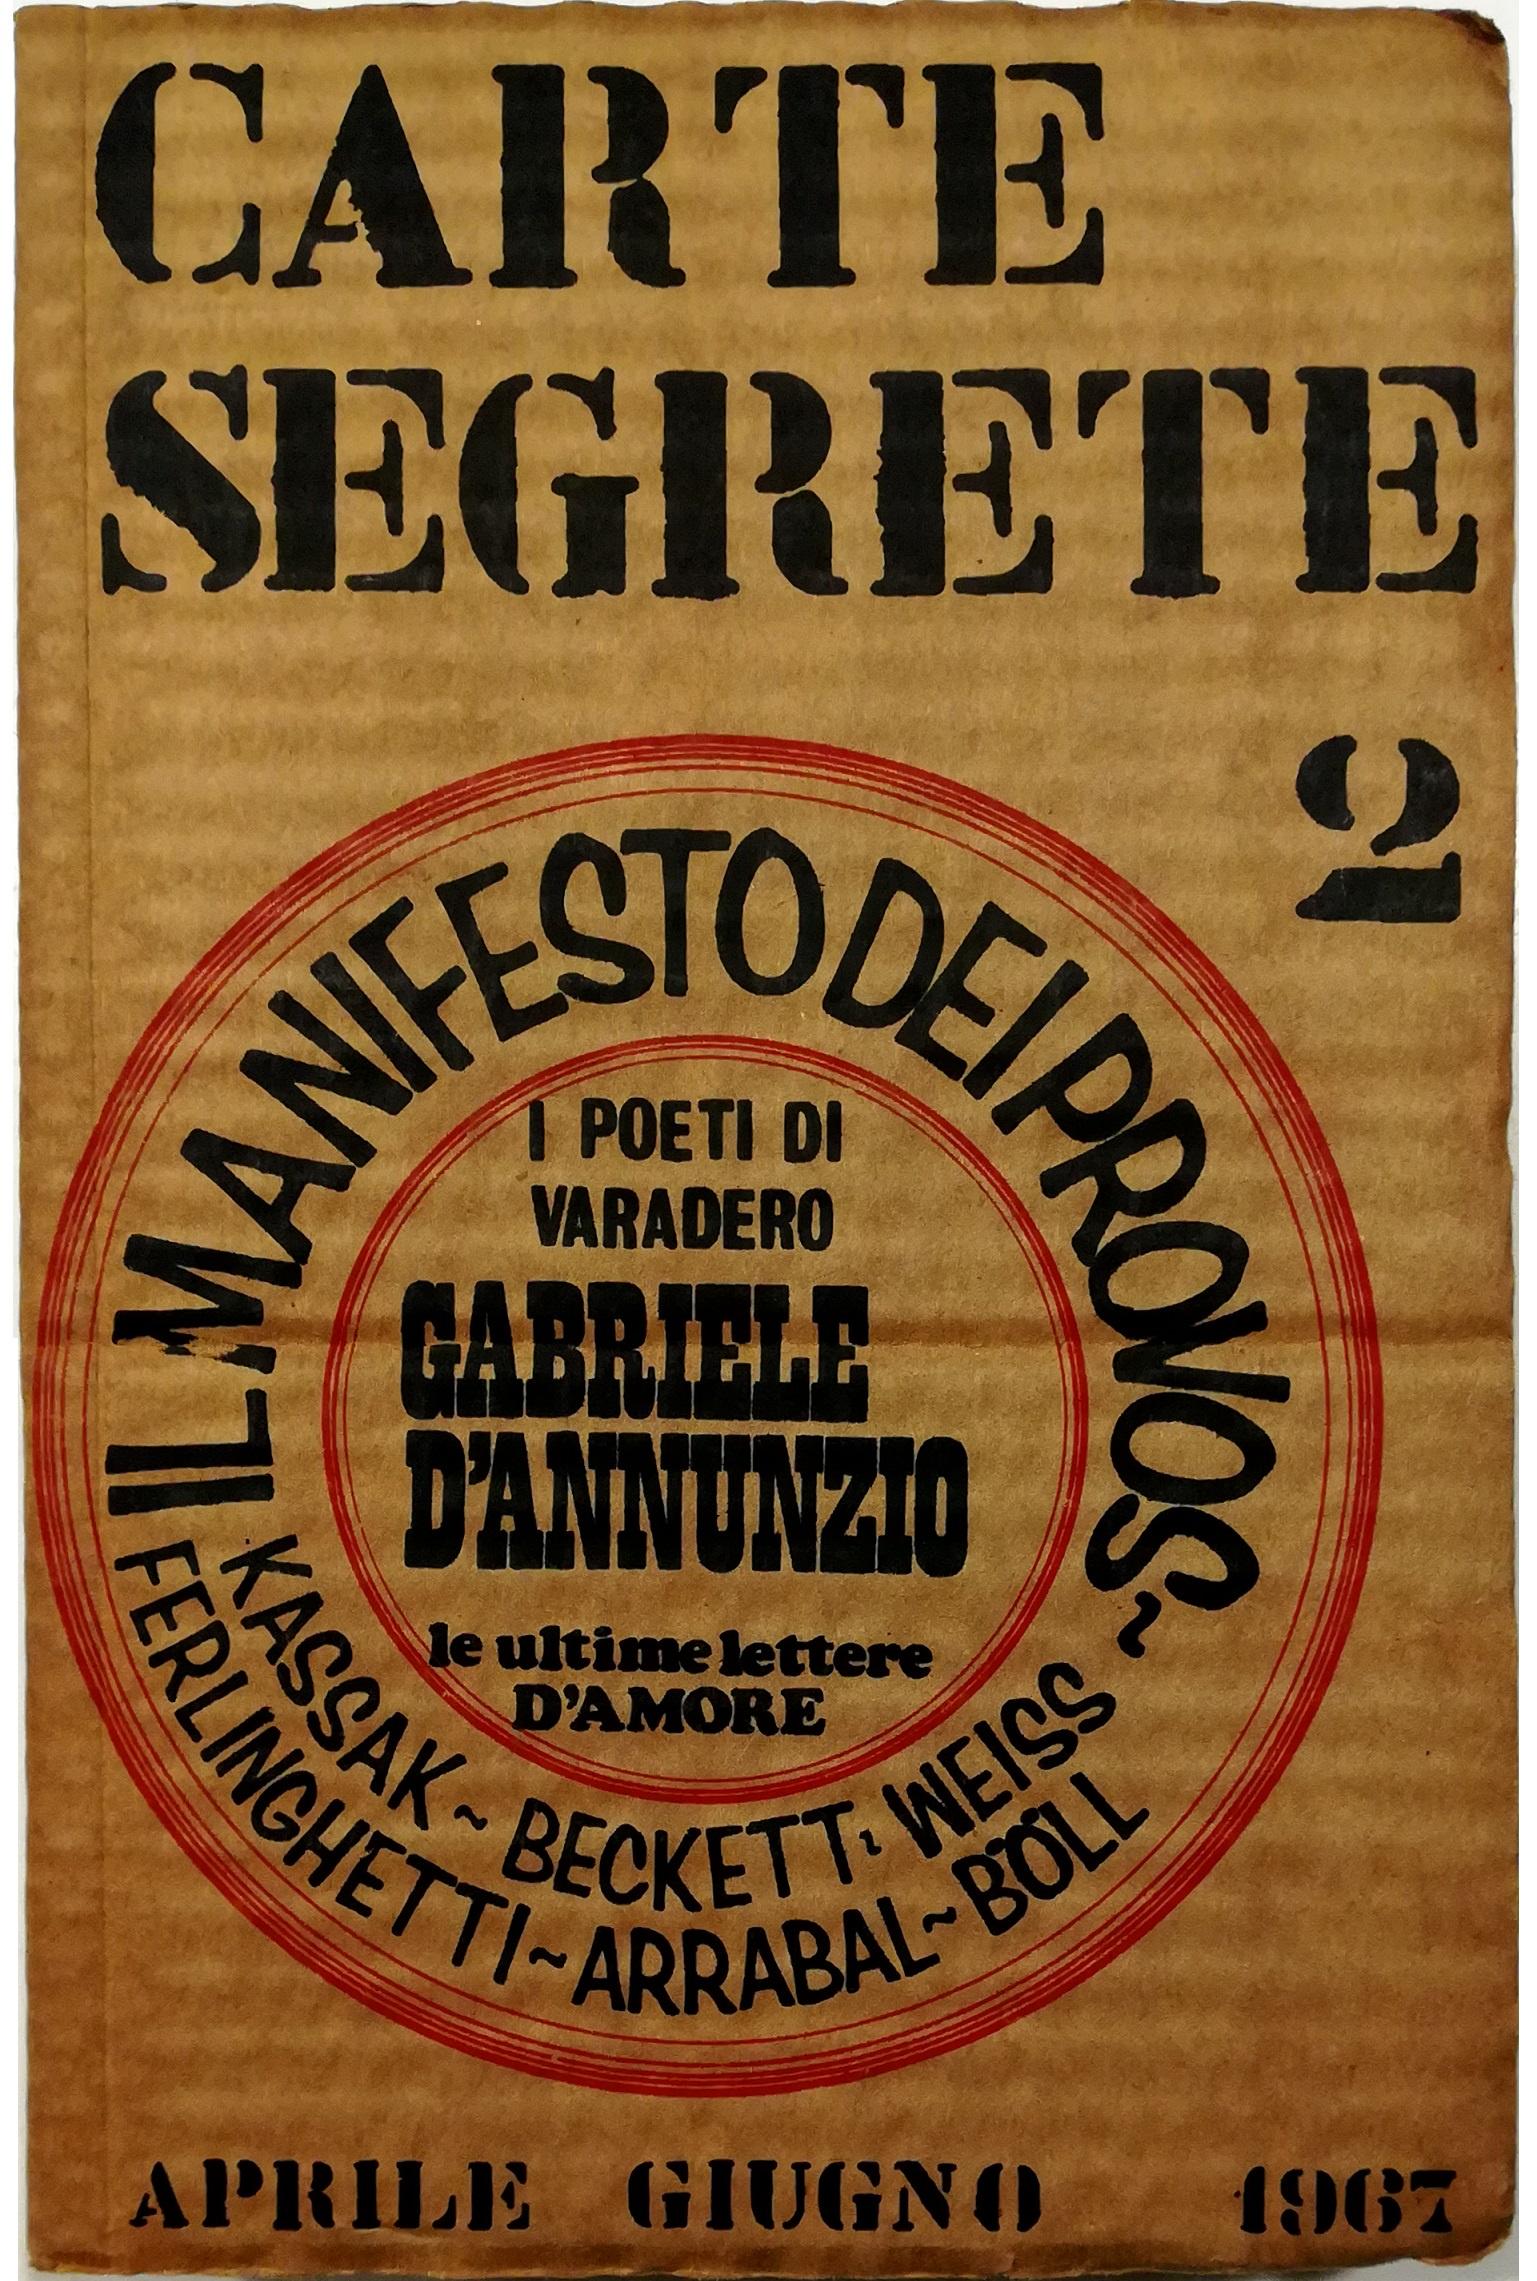 CARTE
SEGRETE
2
IL MANIFESTO DEI PROVOS ~
I POETI DI
VARADERO
GABRIELE
D'ANNUNZIO
le ultime lettere
D'AMORE
KASSAK ~ BECKETT ~ WEISS
FERLINGHETTI ~ ARRABAL ~ BÖLL
APRILE GIUGNO 1967